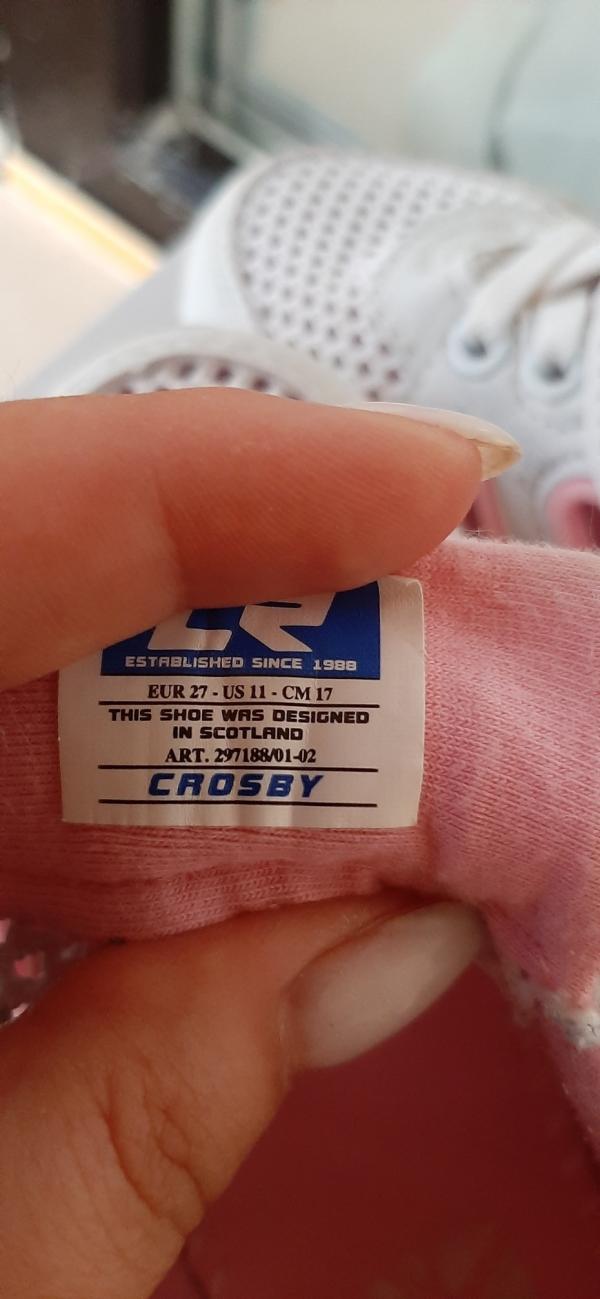 CR
ESTABLISHED SINCE 1988
EUR 27 - US 11 - CM 17
THIS SHOE WAS DESIGNED
IN SCOTLAND
ART. 297188/01-02
CROSBY